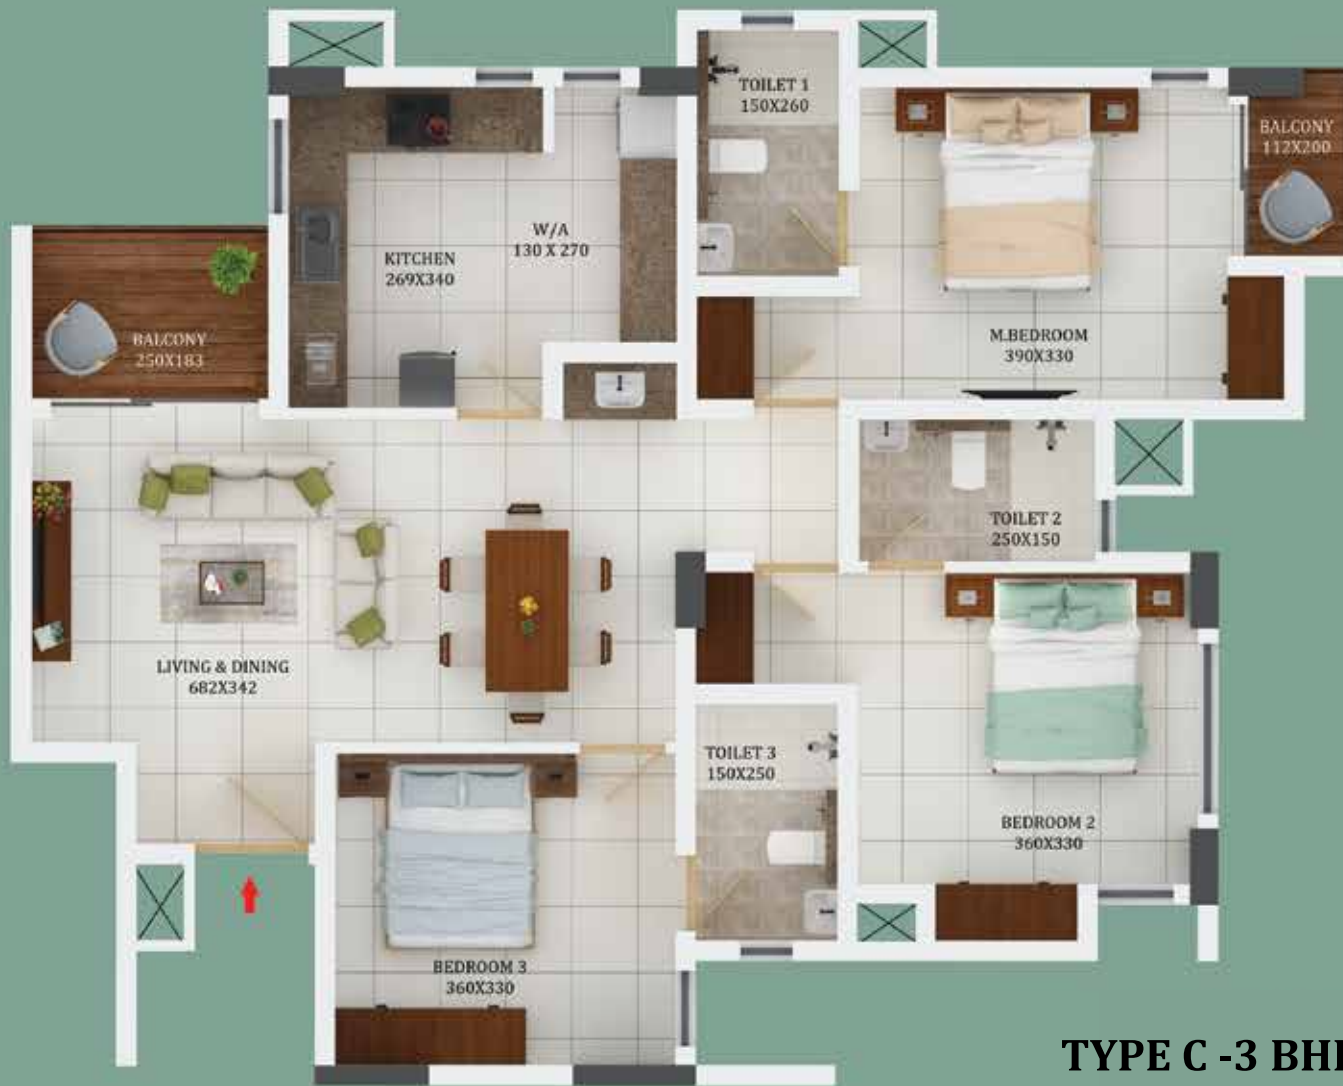 TOILET 1
150X260
BALCONY
112X200
W/A
130 X 270
KITCHEN
269X340
BALCONY
250X183
M.BEDROOM
390X330
TOILET 2
250X150
LIVING & DINING
682X342
TOILET 3
150X250
BEDROOM 2
360X330
BEDROOM 3
360X330
TYPE C -3 BH